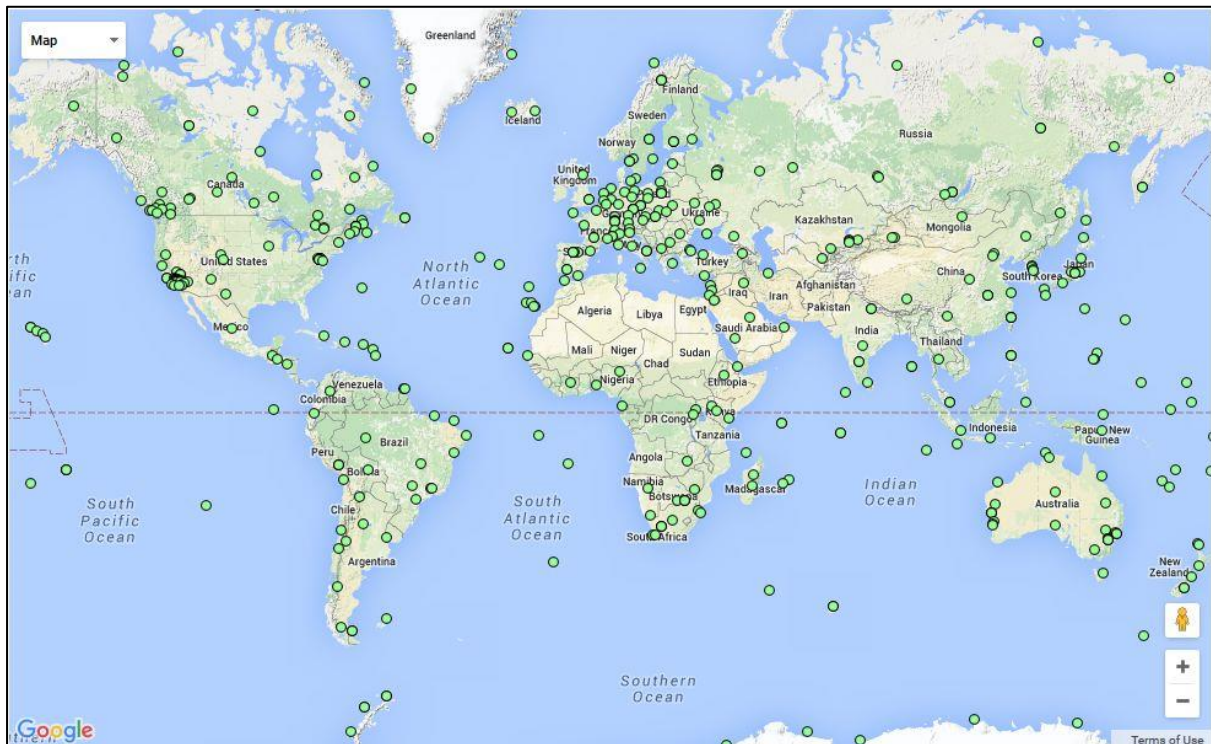 Map
Greenland
Iceland
Finland
Sweden
Norway
Russia
United
Kingdom
Canada
Ukraine
Kazakhstan
Mongolia
North
Atlantic
Ocean
United States
Turkey
China
South Korea
Japan
Iraq
Iran
Afghanistan
Pakistan
Algeria
Libya
Egypt
Saudi Arabia
India
Thailand
Mexico
Mali
Niger
Chad
Sudan
Nigeria
Ethiopia
Venezuela
Colombia
DR Congo
Kenya
Tanzania
Indonesia
Papua New
Guinea
Brazil
Peru
Bolivia
Angola
Namibia
Botswana
Madagascar
Indian
Ocean
Australia
South
Pacific
Ocean
Chile
South
Atlantic
Ocean
South Africa
Argentina
New
Zealand
Southern
Ocean
Google
Terms of Use